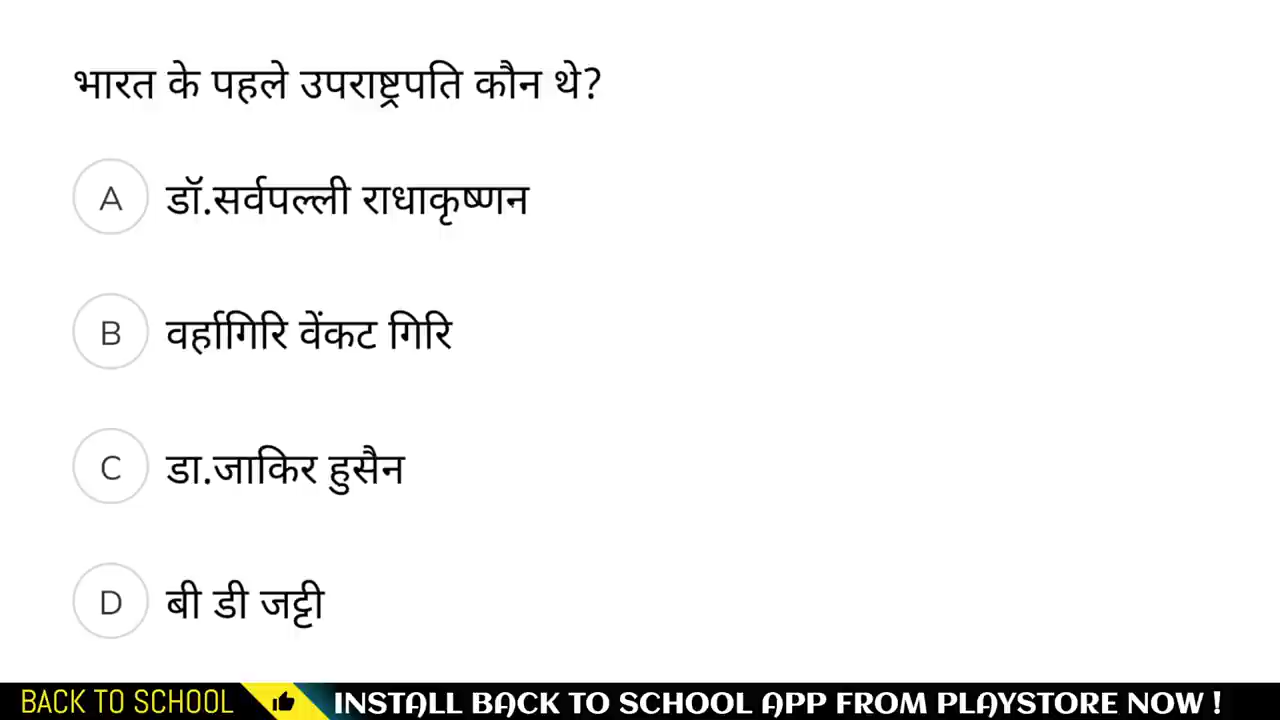 भारत के पहले उपराष्ट्रपति कौन थे?
A डॉ.सर्वपल्ली राधाकृष्णन
B वर्हागिरि वेंकट गिरि
C डा.जाकिर हुसैन
D बी डी जट्टी
BACK TO SCHOOL INSTALL BACK TO SCHOOL APP FROM PLAYSTORE NOW !